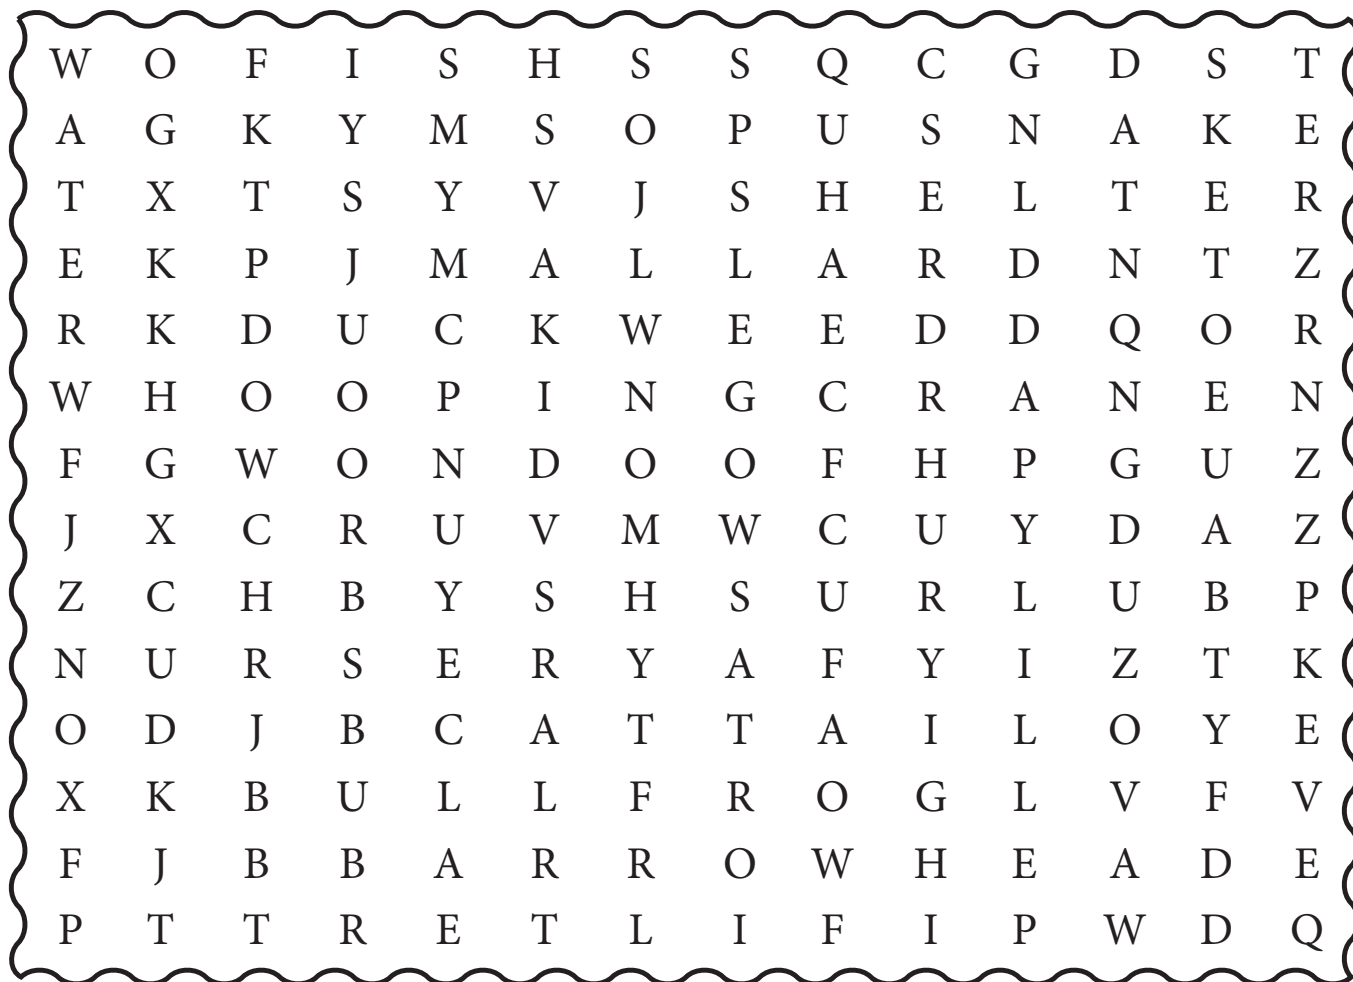 W O F I S H S S Q C G D S T
A G K Y M S O P U S N A K E
T X T S Y V J S H E L T E R
E K P J M A L L A R D N T Z
R K D U C K W E E D D Q O R
W H O O P I N G C R A N E N
F G W O N D O O F H P G U Z
J X C R U V M W C U Y D A Z
Z C H B Y S H S U R L U B P
N U R S E R Y A F Y I Z T K
O D J B C A T T A I L O Y E
X K B U L L F R O G L V F V
F J B B A R R O W H E A D E
P T T R E T L I F I P W D Q